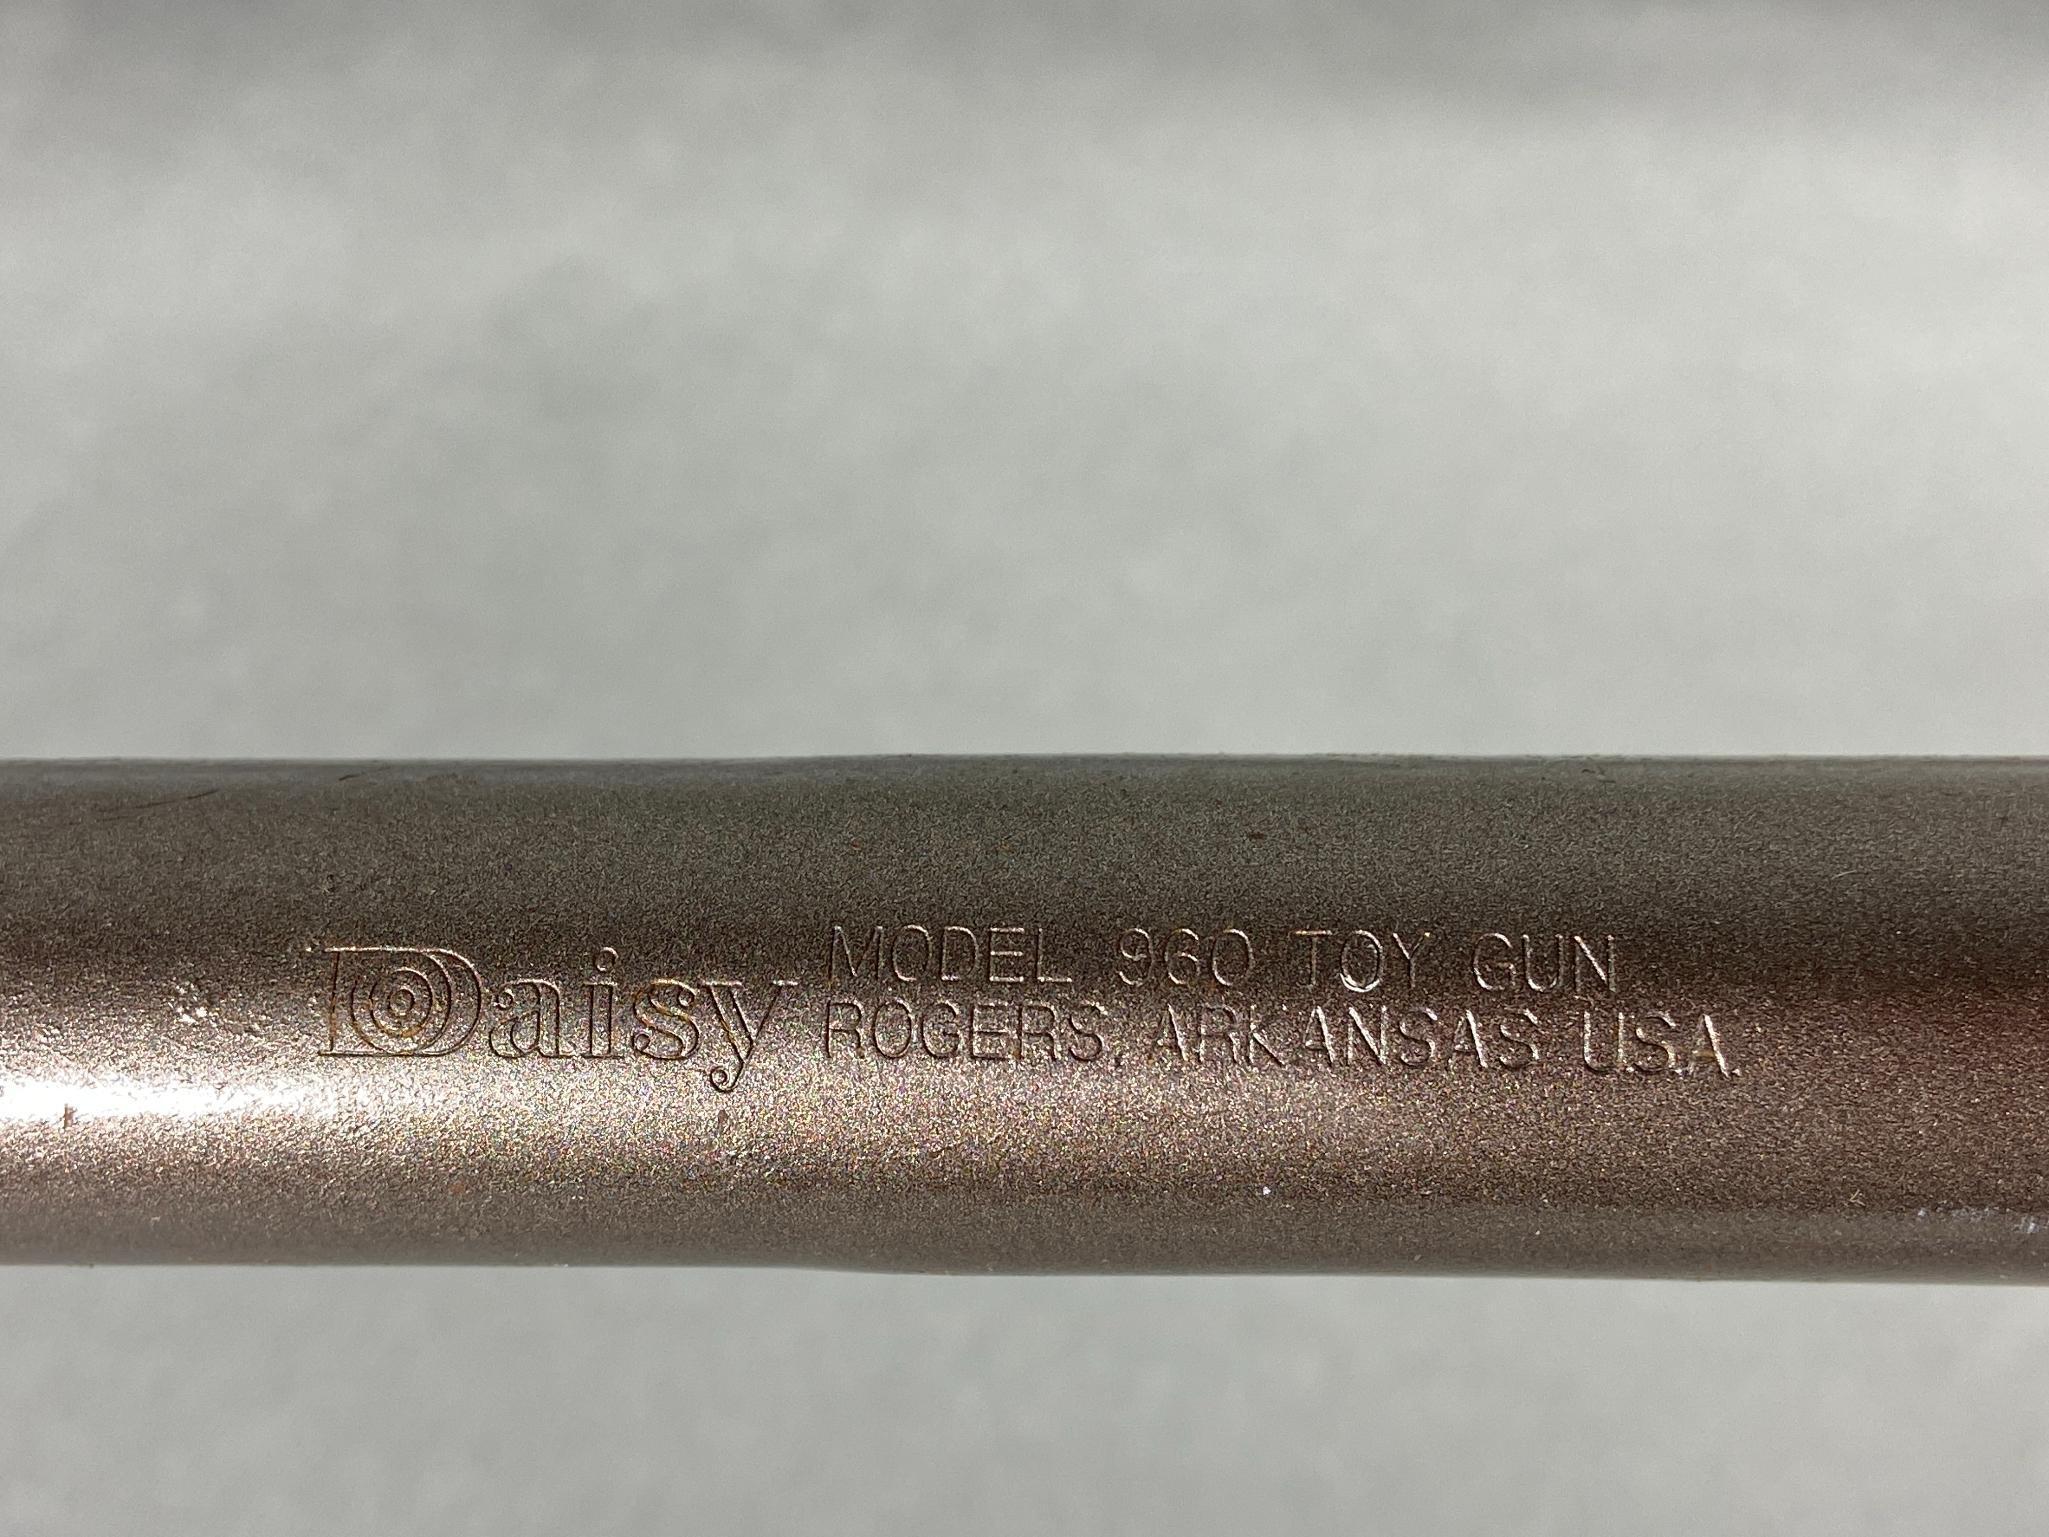 Daisy
MODEL 960 TOY GUN
ROGERS, ARKANSAS U.S.A.